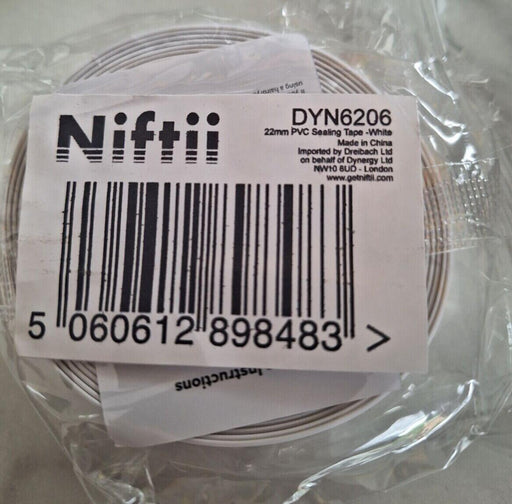 Niftii
DYN6206
22mm PVC Sealing Tape -White
Made in China
Imported by Dreibach Ltd
on behalf of Dynergy Ltd
NW10 6UD - London
www.getniftii.com
5 060612 898483 >
Instructions